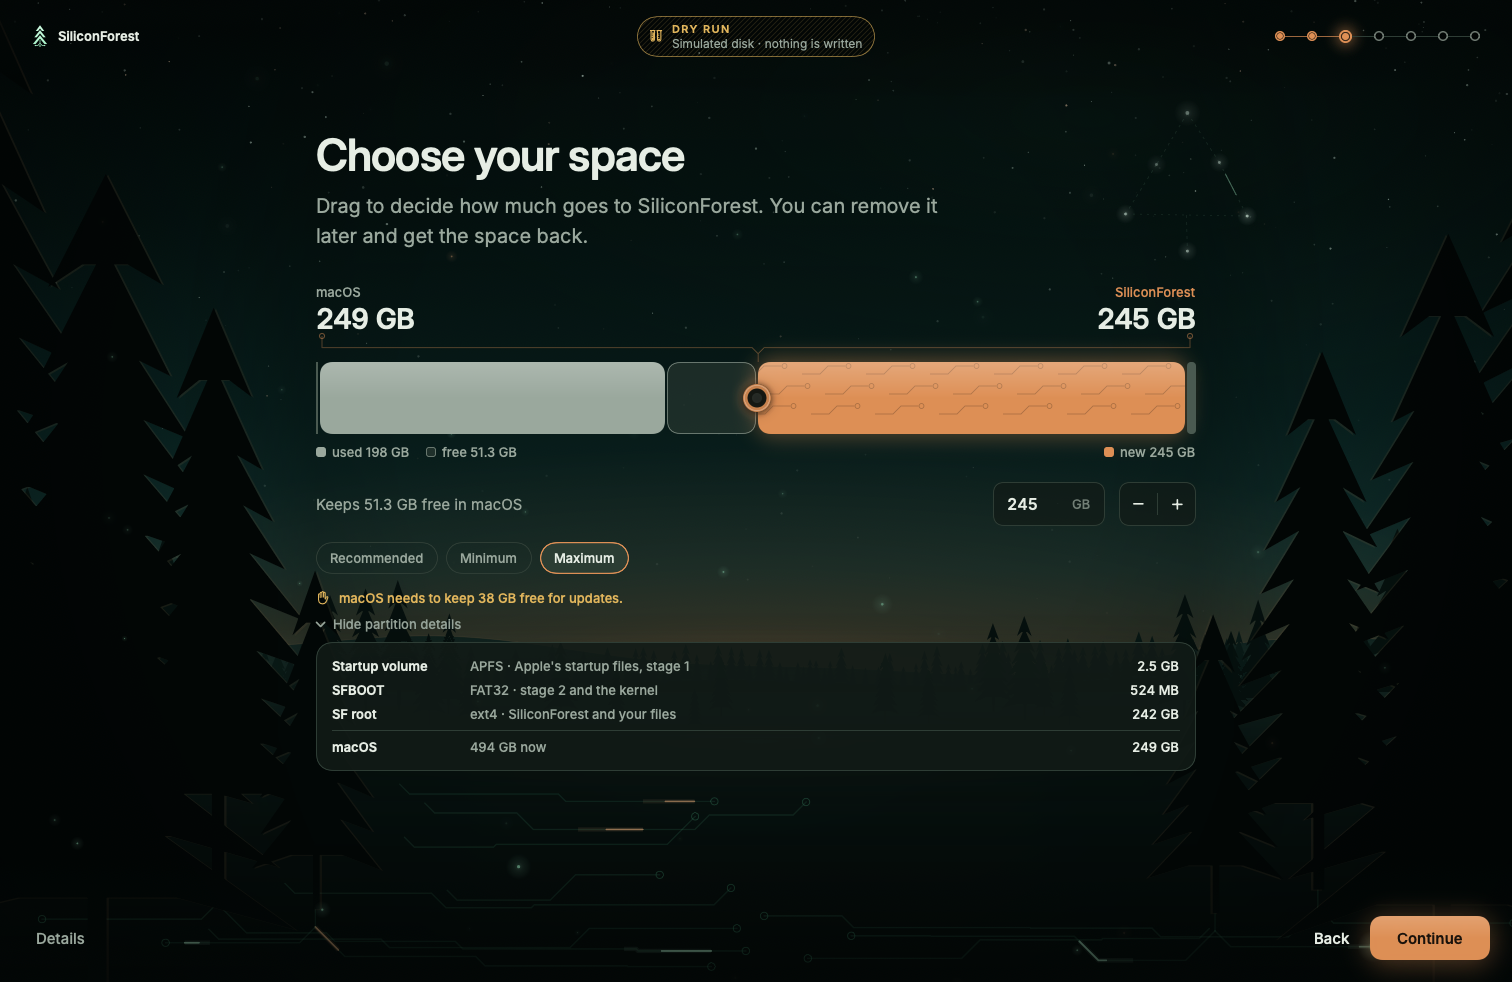 SiliconForest
DRY RUN
Simulated disk · nothing is written
Choose your space
Drag to decide how much goes to SiliconForest. You can remove it
later and get the space back.
macOS
SiliconForest
249 GB
245 GB
used 198 GB
free 51.3 GB
new 245 GB
Keeps 51.3 GB free in macOS
245 GB
Recommended
Minimum
Maximum
macOS needs to keep 38 GB free for updates.
Hide partition details
Startup volume APFS · Apple's startup files, stage 1 2.5 GB
SFBOOT FAT32 · stage 2 and the kernel 524 MB
SF root ext4 · SiliconForest and your files 242 GB
macOS 494 GB now 249 GB
Details
Back
Continue